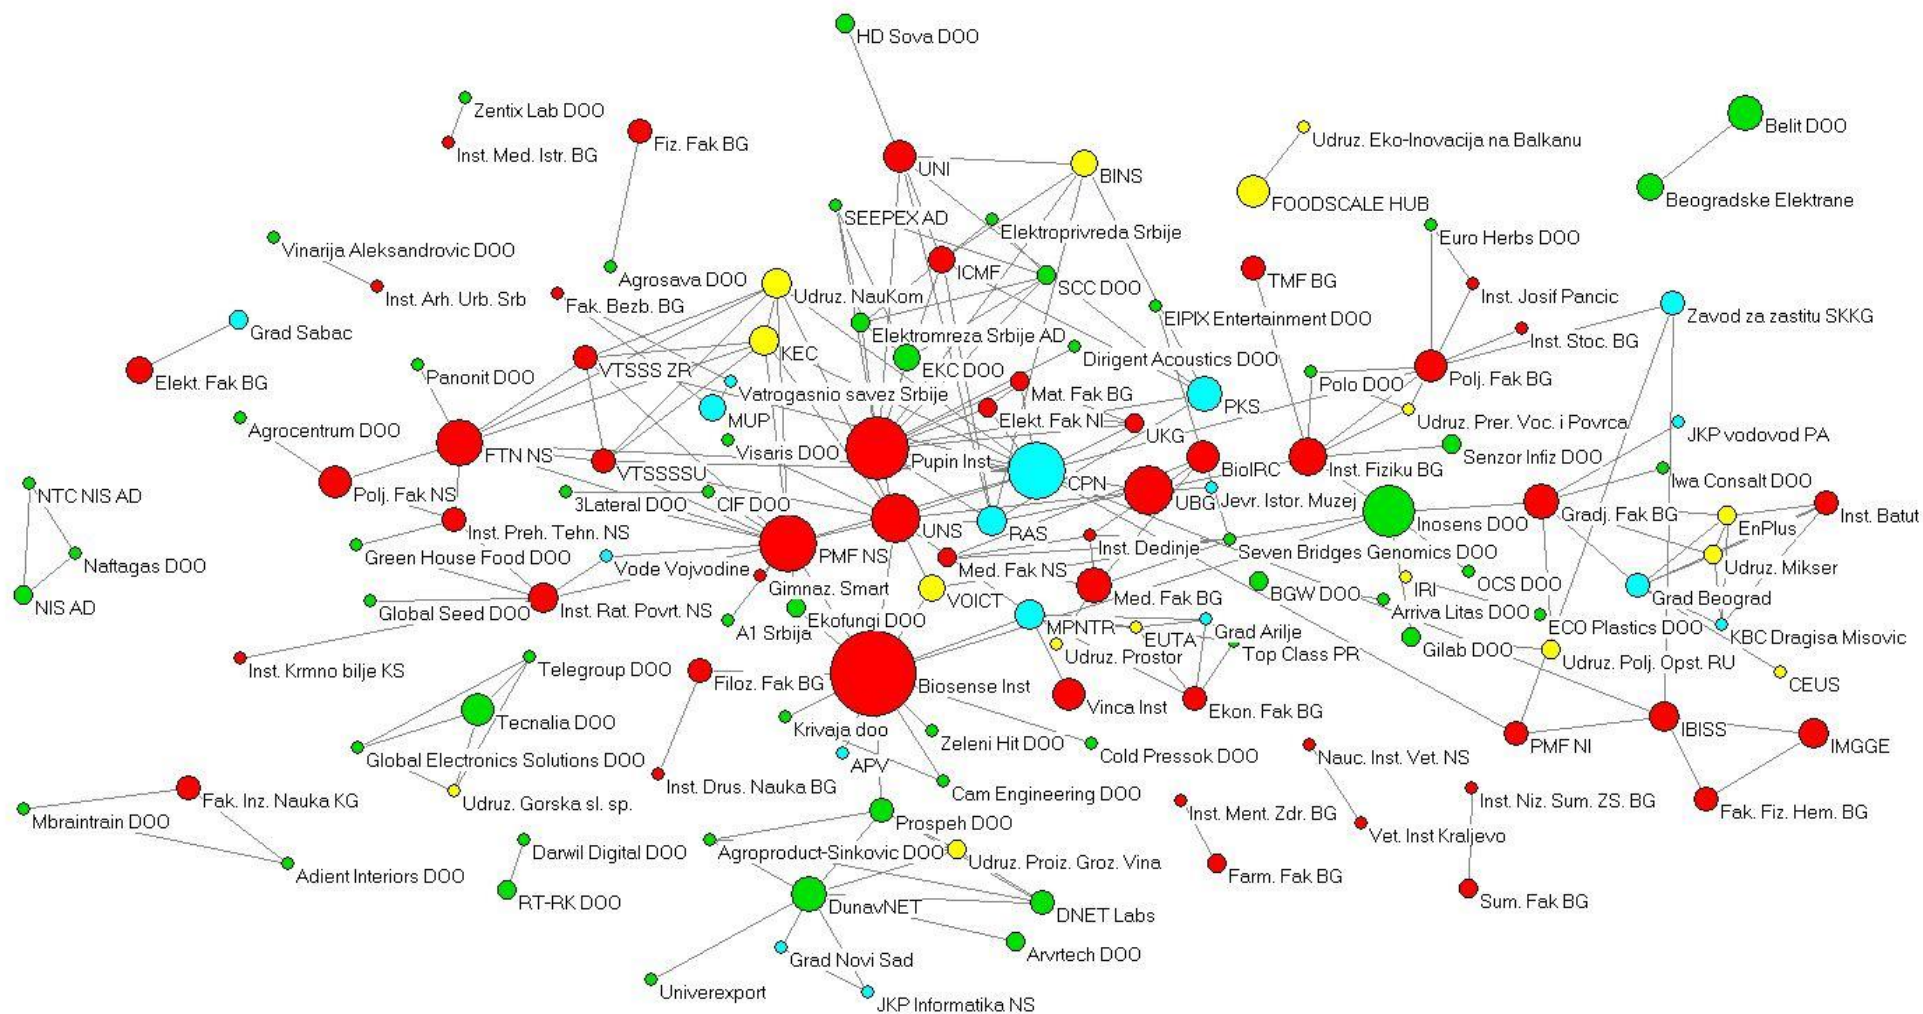 HD Sova DOO
Zentix Lab DOO
Belit DOO
Udruz. Eko-Inovacija na Balkanu
Fiz. Fak BG
Inst. Med. Istr. BG
UNI
BINS
FOODSCALE HUB
Beogradske Elektrane
SEEPEX AD
Elektroprivreda Srbije
Euro Herbs DOO
Vinarija Aleksandrovic DOO
Agrosava DOO
ICMF
SCC DOO
TMF BG
Inst. Arh. Urb. Srb
Udruz. NauKom
Inst. Josif Pancic
Fak. Bezb. BG
EIPIX Entertainment DOO
Zavod za zastitu SKKG
Grad Sabac
Elektromreza Srbije AD
Inst. Stoc. BG
KEC
EKC DOO
Dirigent Acoustics DOO
VTSSS ZR
Elekt. Fak BG
Panonit DOO
Polo DOO
Polj. Fak BG
Vatrogasnio savez Srbije
Mat. Fak BG
PKS
MUP
Elekt. Fak NI
Udruz. Prer. Voc. i Povrca
Agrocentrum DOO
UKG
JKP vodovod PA
FTN NS
Visaris DOO
Pupin Inst
Senzor Infiz DOO
VTSSSSU
CPN
BioIRC
Inst. Fiziku BG
Iwa Consalt DOO
NTC NIS AD
Polj. Fak NS
3Lateral DOO
CIF DOO
UBG
Jevr. Istor. Muzej
Gradj. Fak BG
Inosens DOO
EnPlus
Inst. Batut
Inst. Preh. Tehn. NS
UNS
RAS
Inst. Dedinje
Seven Bridges Genomics DOO
Green House Food DOO
PMF NS
Naftagas DOO
Vode Vojvodine
Med. Fak NS
Udruz. Mikser
Gimnaz. Smart
OCS DOO
IRI
NIS AD
Global Seed DOO
Inst. Rat. Povrt. NS
VOICT
Med. Fak BG
BGW DOO
Grad Beograd
Ekofungi DOO
Arriva Litas DOO
A1 Srbija
MPNTR
EUTA
Grad Arilje
ECO Plastics DOO
KBC Dragisa Misovic
Inst. Krmno bilje KS
Telegroup DOO
Udruz. Prostor
Top Class PR
Gilab DOO
Udruz. Polj. Opst. RU
Filoz. Fak BG
Biosense Inst
CEUS
Tecnalia DOO
Vinca Inst
Ekon. Fak BG
Krivaja doo
Zeleni Hit DOO
PMF NI
IBISS
IMGGE
Global Electronics Solutions DOO
Cold Pressok DOO
Nauc. Inst. Vet. NS
APV
Inst. Drus. Nauka BG
Cam Engineering DOO
Fak. Inz. Nauka KG
Udruz. Gorska sl. sp.
Inst. Niz. Sum. ZS. BG
Inst. Ment. Zdr. BG
Fak. Fiz. Hem. BG
Mbraintrain DOO
Prospeh DOO
Vet. Inst Kraljevo
Darwil Digital DOO
Agroproduct-Sinkovic DOO
Udruz. Proiz. Groz. Vina
Adient Interiors DOO
Farm. Fak BG
RT-RK DOO
DunavNET
DNET Labs
Sum. Fak BG
Arvrtech DOO
Grad Novi Sad
Univerexport
JKP Informatika NS